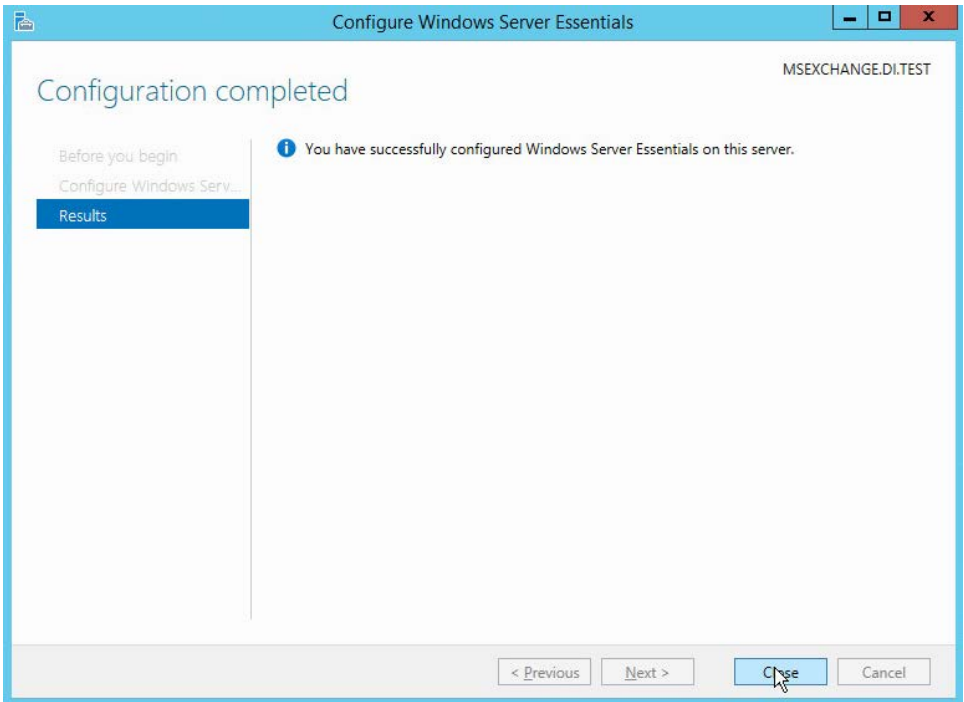 Configure Windows Server Essentials
MSEXCHANGE.DI.TEST
Configuration completed
Before you begin
Configure Windows Serv...
Results
You have successfully configured Windows Server Essentials on this server.
< Previous
Next >
Close
Cancel